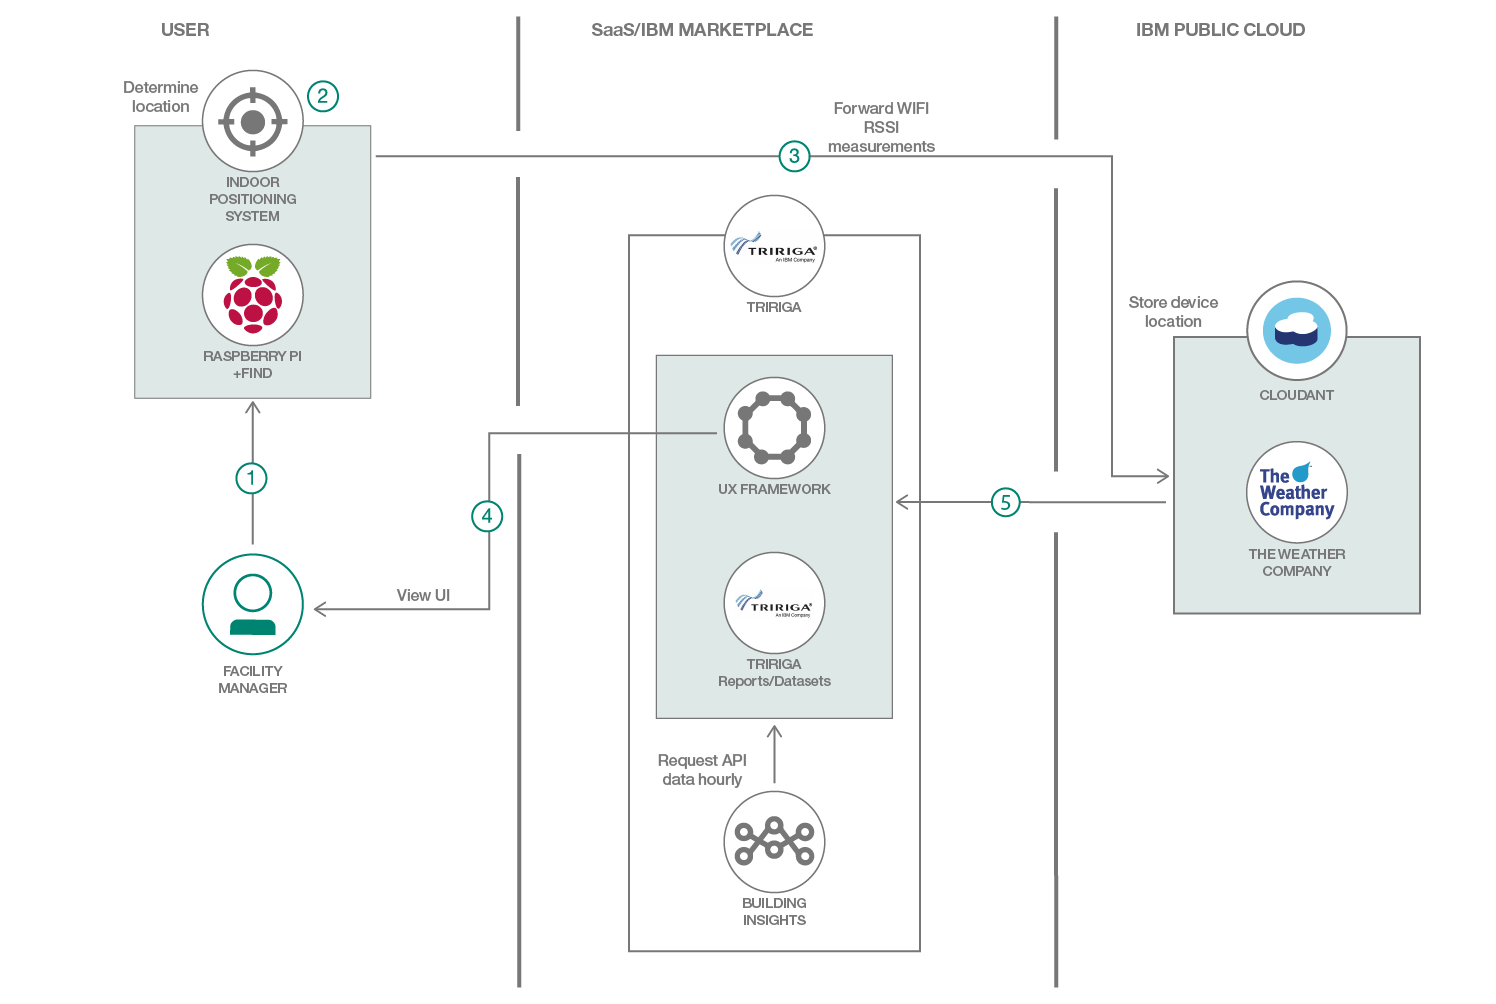 USER
SaaS/IBM MARKETPLACE
IBM PUBLIC CLOUD
Determine
location
2
INDOOR
POSITIONING
SYSTEM
RASPBERRY PI
+FIND
1
FACILITY
MANAGER
Forward WIFI
RSSI
measurements
3
TRIRIGA®
An IBM Company
TRIRIGA
UX FRAMEWORK
4
View UI
TRIRIGA®
An IBM Company
TRIRIGA
Reports/Datasets
Request API
data hourly
BUILDING
INSIGHTS
5
Store device
location
CLOUDANT
The
Weather
Company
THE WEATHER
COMPANY